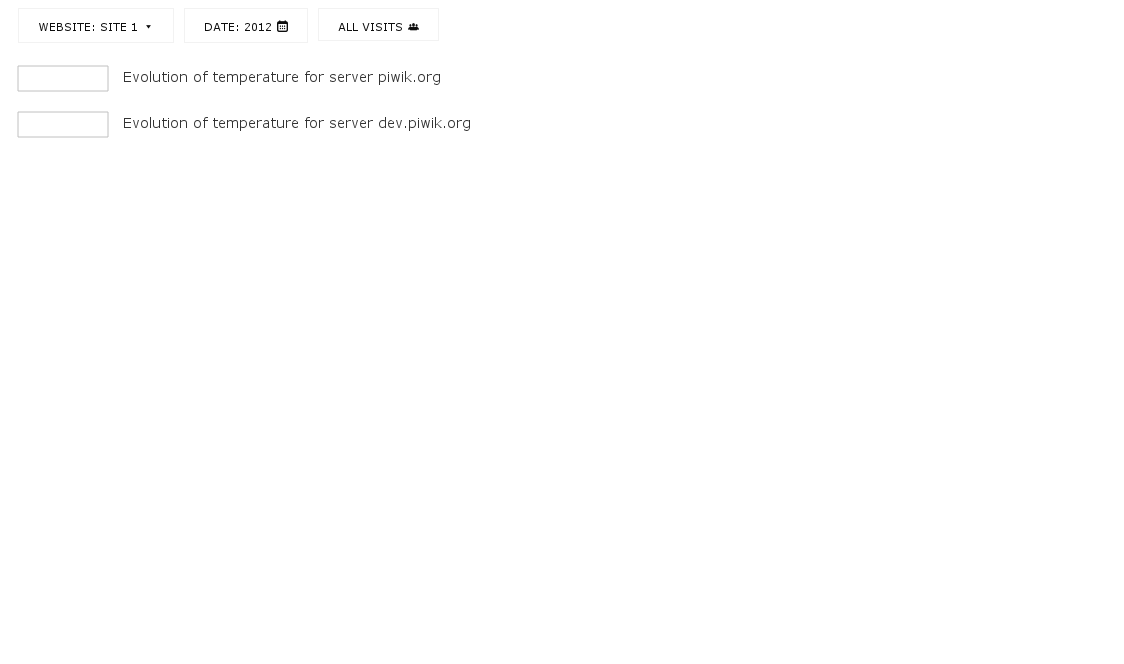 WEBSITE: SITE 1 DATE: 2012 ALL VISITS
Evolution of temperature for server piwik.org
Evolution of temperature for server dev.piwik.org